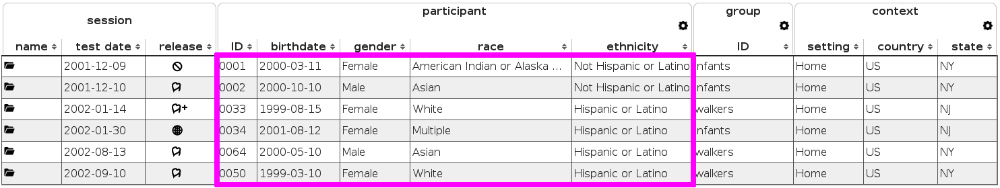 session participant group context
name test date release ID birthdate gender race ethnicity ID setting country state
2001-12-09 0001 2000-03-11 Female American Indian or Alaska ... Not Hispanic or Latino nfants Home US NY
2001-12-10 0002 2000-10-10 Male Asian Not Hispanic or Latino nfants Home US NY
2002-01-14 0033 1999-08-15 Female White Hispanic or Latino walkers Home US NJ
2002-01-30 0034 2001-08-12 Female Multiple Hispanic or Latino nfants Home US NJ
2002-08-13 0064 2000-05-10 Male Asian Hispanic or Latino walkers Home US NY
2002-09-10 0050 1999-03-10 Female White Hispanic or Latino walkers Home US NY